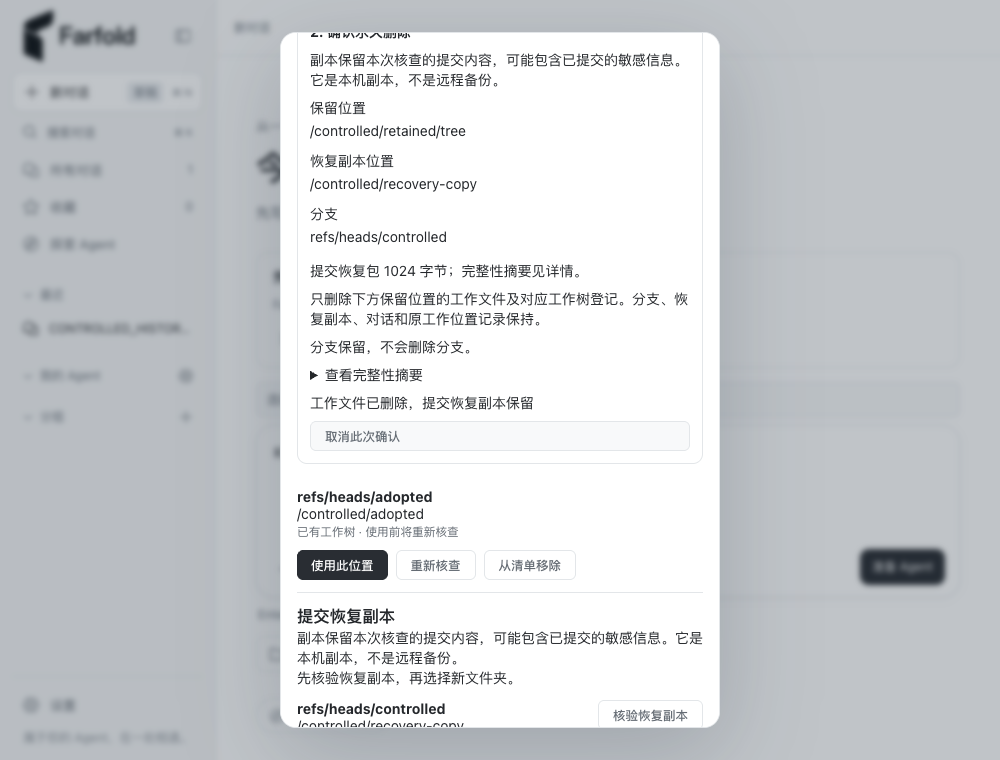 Farfold
2. 确认永久删除
副本保留本次核查的提交内容，可能包含已提交的敏感信息。
它是本机副本，不是远程备份。
保留位置
/controlled/retained/tree
恢复副本位置
/controlled/recovery-copy
分支
refs/heads/controlled
提交恢复包 1024 字节；完整性摘要见详情。
只删除下方保留位置的工作文件及对应工作树登记。分支、恢
复副本、对话和原工作位置记录保持。
分支保留，不会删除分支。
查看完整性摘要
工作文件已删除，提交恢复副本保留
取消此次确认
refs/heads/adopted
/controlled/adopted
已有工作树 · 使用前将重新核查
使用此位置
重新核查
从清单移除
提交恢复副本
副本保留本次核查的提交内容，可能包含已提交的敏感信息。它是
本机副本，不是远程备份。
先核验恢复副本，再选择新文件夹。
refs/heads/controlled
核验恢复副本
/controlled/recovery-copy